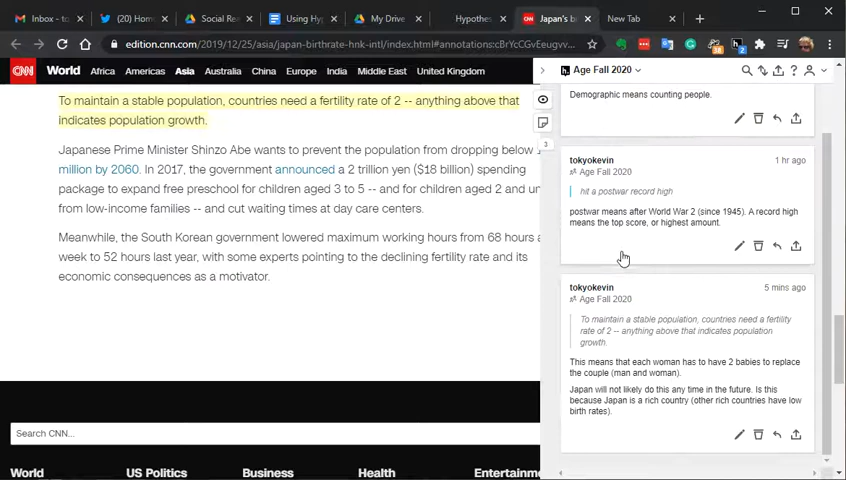 Inbox - t
(20) Hom
Social Re
Using Hy
My Drive
Hypothes
Japan's b
New Tab
edition.cnn.com/2019/12/25/asia/japan-birthrate-hnk-intl/index.html#annotations:cBrYcCGvEeugvv...
CNN World Africa Americas Asia Australia China Europe India Middle East United Kingdom
To maintain a stable population, countries need a fertility rate of 2 -- anything above that
indicates population growth.
Japanese Prime Minister Shinzo Abe wants to prevent the population from dropping below 1
million by 2060. In 2017, the government announced a 2 trillion yen ($18 billion) spending
package to expand free preschool for children aged 3 to 5 -- and for children aged 2 and un
from low-income families -- and cut waiting times at day care centers.
Meanwhile, the South Korean government lowered maximum working hours from 68 hours a
week to 52 hours last year, with some experts pointing to the declining fertility rate and its
economic consequences as a motivator.
Search CNN...
World US Politics Business Health Entertainme
h. Age Fall 2020
3
Demographic means counting people.
tokyokevin 1 hr ago
Age Fall 2020
hit a postwar record high
postwar means after World War 2 (since 1945). A record high
means the top score, or highest amount.
tokyokevin 5 mins ago
Age Fall 2020
To maintain a stable population, countries need a fertility
rate of 2 -- anything above that indicates population
growth
This means that each woman has to have 2 babies to replace
the couple (man and woman).
Japan will not likely do this any time in the future. Is this
because Japan is a rich country (other rich countries have low
birth rates).